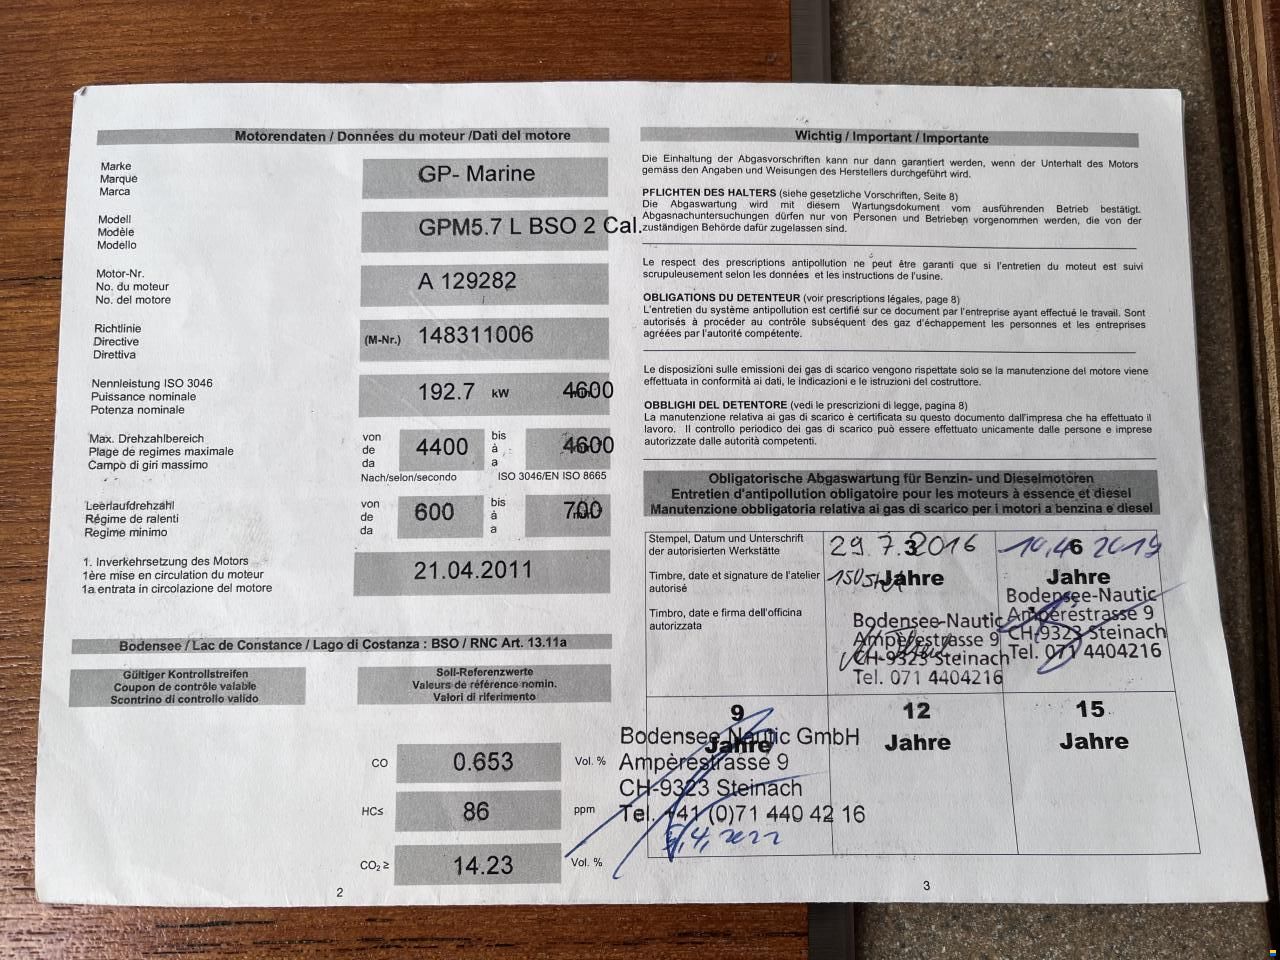 Motorendaten / Données du moteur /Dati del motore
Marke
Marque
Marca
GP- Marine
Modell
Modèle
Modello
GPM5.7 L BSO 2 Cal.
Motor-Nr.
No. du moteur
No. del motore
A 129282
Richtlinie
Directive
Direttiva
(M-Nr.) 148311006
Nennleistung ISO 3046
Puissance nominale
Potenza nominale
192.7 kW 4600
Max. Drehzahlbereich
Plage de regimes maximale
Campo di giri massimo
von
de
da
4400
bis
à
a
4600
Nach/selon/secondo ISO 3046/EN ISO 8665
Leerlaufdrehzahl
Régime de ralenti
Regime minimo
von
de
da
600
bis
à
a
700
1. Inverkehrsetzung des Motors
1ère mise en circulation du moteur
1a entrata in circolazione del motore
21.04.2011
Bodensee / Lac de Constance / Lago di Costanza : BSO / RNC Art. 13.11a
Gültiger Kontrollstreifen
Coupon de contrôle valable
Scontrino di controllo valido
Soll-Referenzwerte
Valeurs de référence nomin.
Valori di riferimento
CO 0.653 Vol. %
HC≤ 86 ppm
CO₂ ≥ 14.23 Vol. %
2
Wichtig / Important / Importante
Die Einhaltung der Abgasvorschriften kann nur dann garantiert werden, wenn der Unterhalt des Motors
gemäss den Angaben und Weisungen des Herstellers durchgeführt wird.
PFLICHTEN DES HALTERS (siehe gesetzliche Vorschriften, Seite 8)
Die Abgaswartung wird mit diesem Wartungsdokument vom ausführenden Betrieb bestätigt.
Abgasnachuntersuchungen dürfen nur von Personen und Betrieben vorgenommen werden, die von der
zuständigen Behörde dafür zugelassen sind.
Le respect des prescriptions antipollution ne peut être garanti que si l'entretien du moteut est suivi
scrupuleusement selon les données et les instructions de l'usine.
OBLIGATIONS DU DETENTEUR (voir prescriptions légales, page 8)
L'entretien du système antipollution est certifié sur ce document par l'entreprise ayant effectué le travail. Sont
autorisés à procéder au contrôle subséquent des gaz d'échappement les personnes et les entreprises
agréées par l'autorité compétente.
Le disposizioni sulle emissioni dei gas di scarico vengono rispettate solo se la manutenzione del motore viene
effettuata in conformità ai dati, le indicazioni e le istruzioni del costruttore.
OBBLIGHI DEL DETENTORE (vedi le prescrizioni di legge, pagina 8)
La manutenzione relativa ai gas di scarico è certificata su questo documento dall'impresa che ha effettuato il
lavoro. Il controllo periodico dei gas di scarico può essere effettuato unicamente dalle persone e imprese
autorizzate dalle autorità competenti.
Obligatorische Abgaswartung für Benzin- und Dieselmotoren
Entretien d'antipollution obligatoire pour les moteurs à essence et diesel
Manutenzione obbligatoria relativa ai gas di scarico per i motori a benzina e diesel
Stempel, Datum und Unterschrift
der autorisierten Werkstätte
Timbre, date et signature de l'atelier
autorisé
Timbro, date e firma dell'officina
autorizzata
29.7.2016
3
Jahre
Bodensee-Nautic
Ampèrestrasse 9
CH-9323 Steinach
Tel. 071 4404216
10.4. 2019
6
Jahre
Bodensee-Nautic
Ampèrestrasse 9
CH-9323 Steinach
Tel. 071 4404216
9
Jahre
Bodensee Nautic GmbH
Ampèrestrasse 9
CH-9323 Steinach
Tel. +41 (0)71 440 42 16
4, 2022
12
Jahre
15
Jahre
3